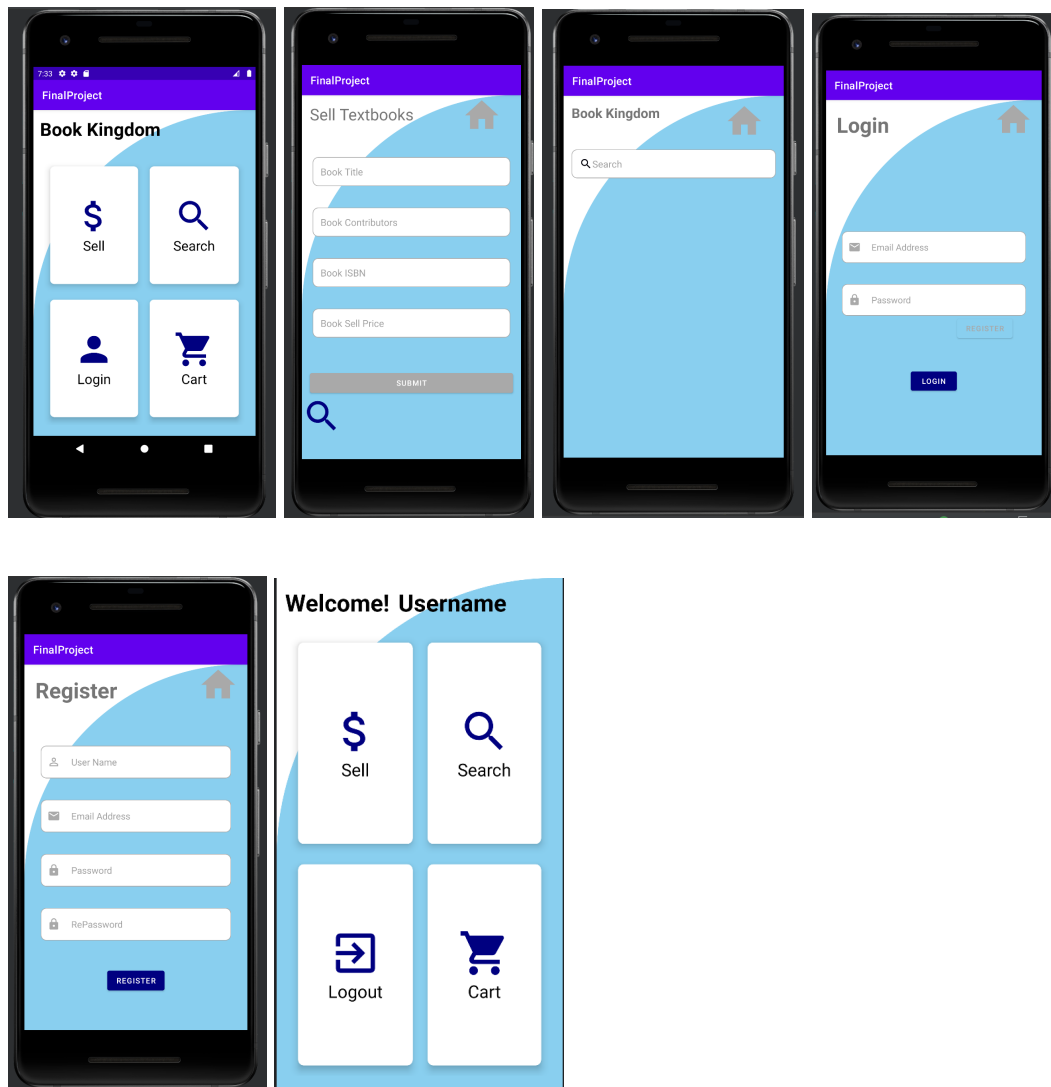 7:33
FinalProject
Book Kingdom
Sell
Search
Login
Cart
FinalProject
Sell Textbooks
Book Title
Book Contributors
Book ISBN
Book Sell Price
SUBMIT
FinalProject
Book Kingdom
Search
FinalProject
Login
Email Address
Password
REGISTER
LOGIN
FinalProject
Register
User Name
Email Address
Password
RePassword
REGISTER
Welcome! Username
Sell
Search
Logout
Cart